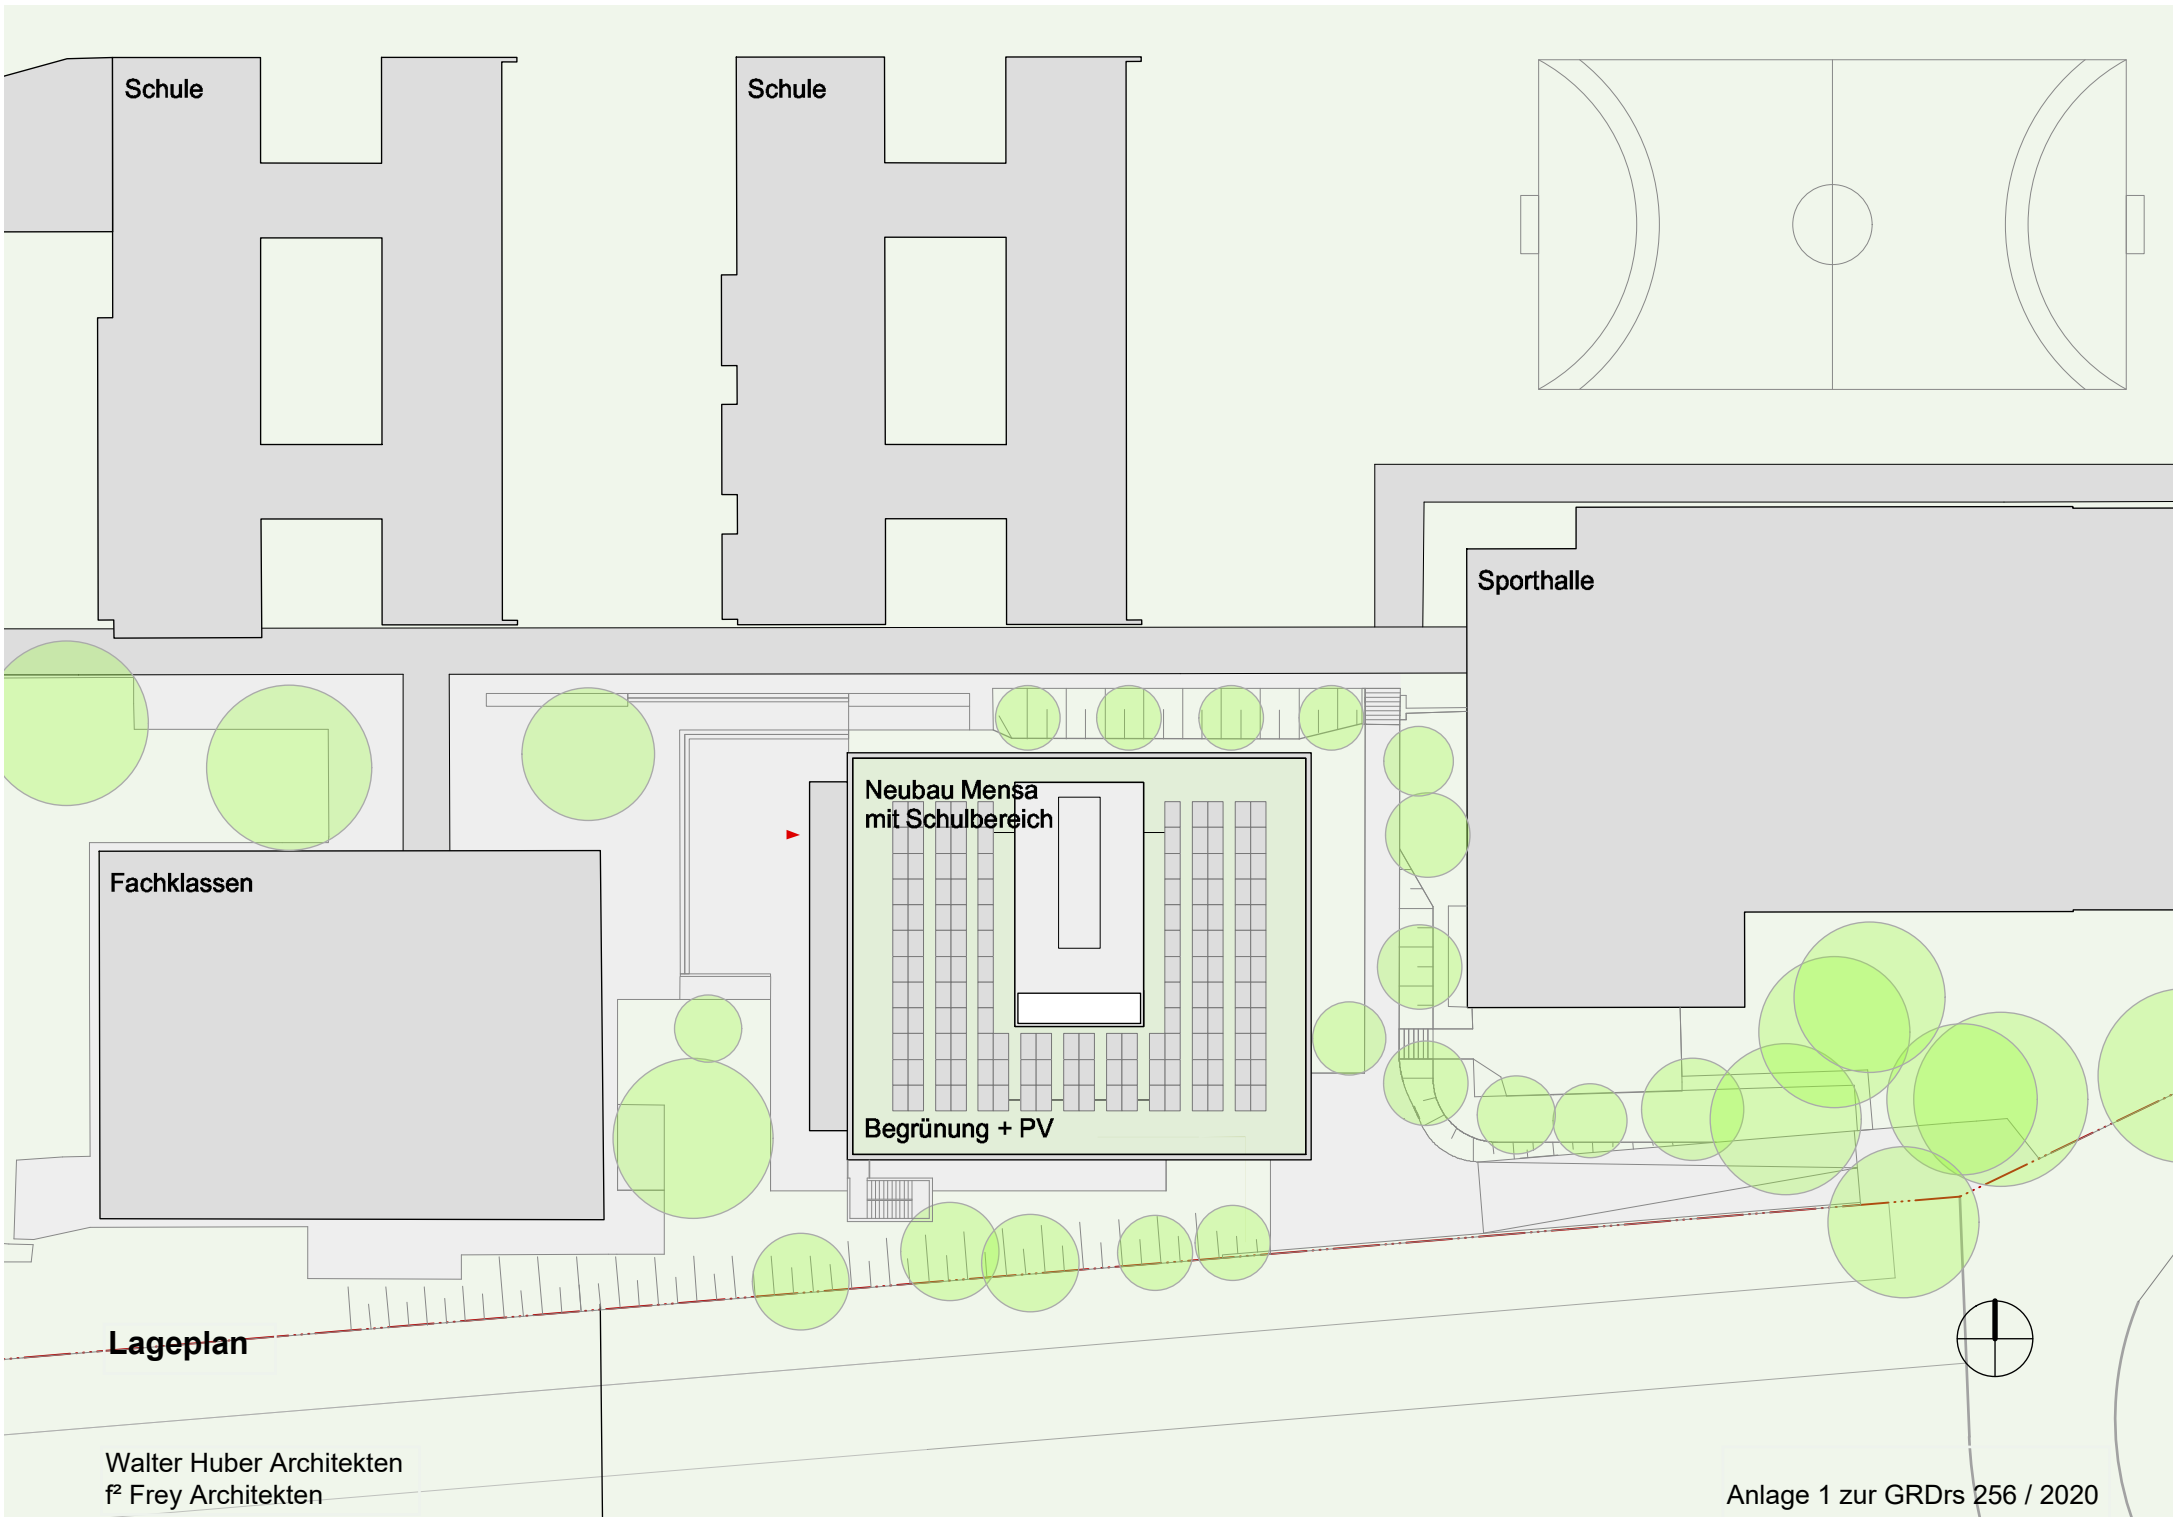 Schule
Schule
Sporthalle
Neubau Mensa
mit Schulbereich
Fachklassen
Begrünung + PV
Lageplan
Walter Huber Architekten
f² Frey Architekten
Anlage 1 zur GRDrs 256 / 2020